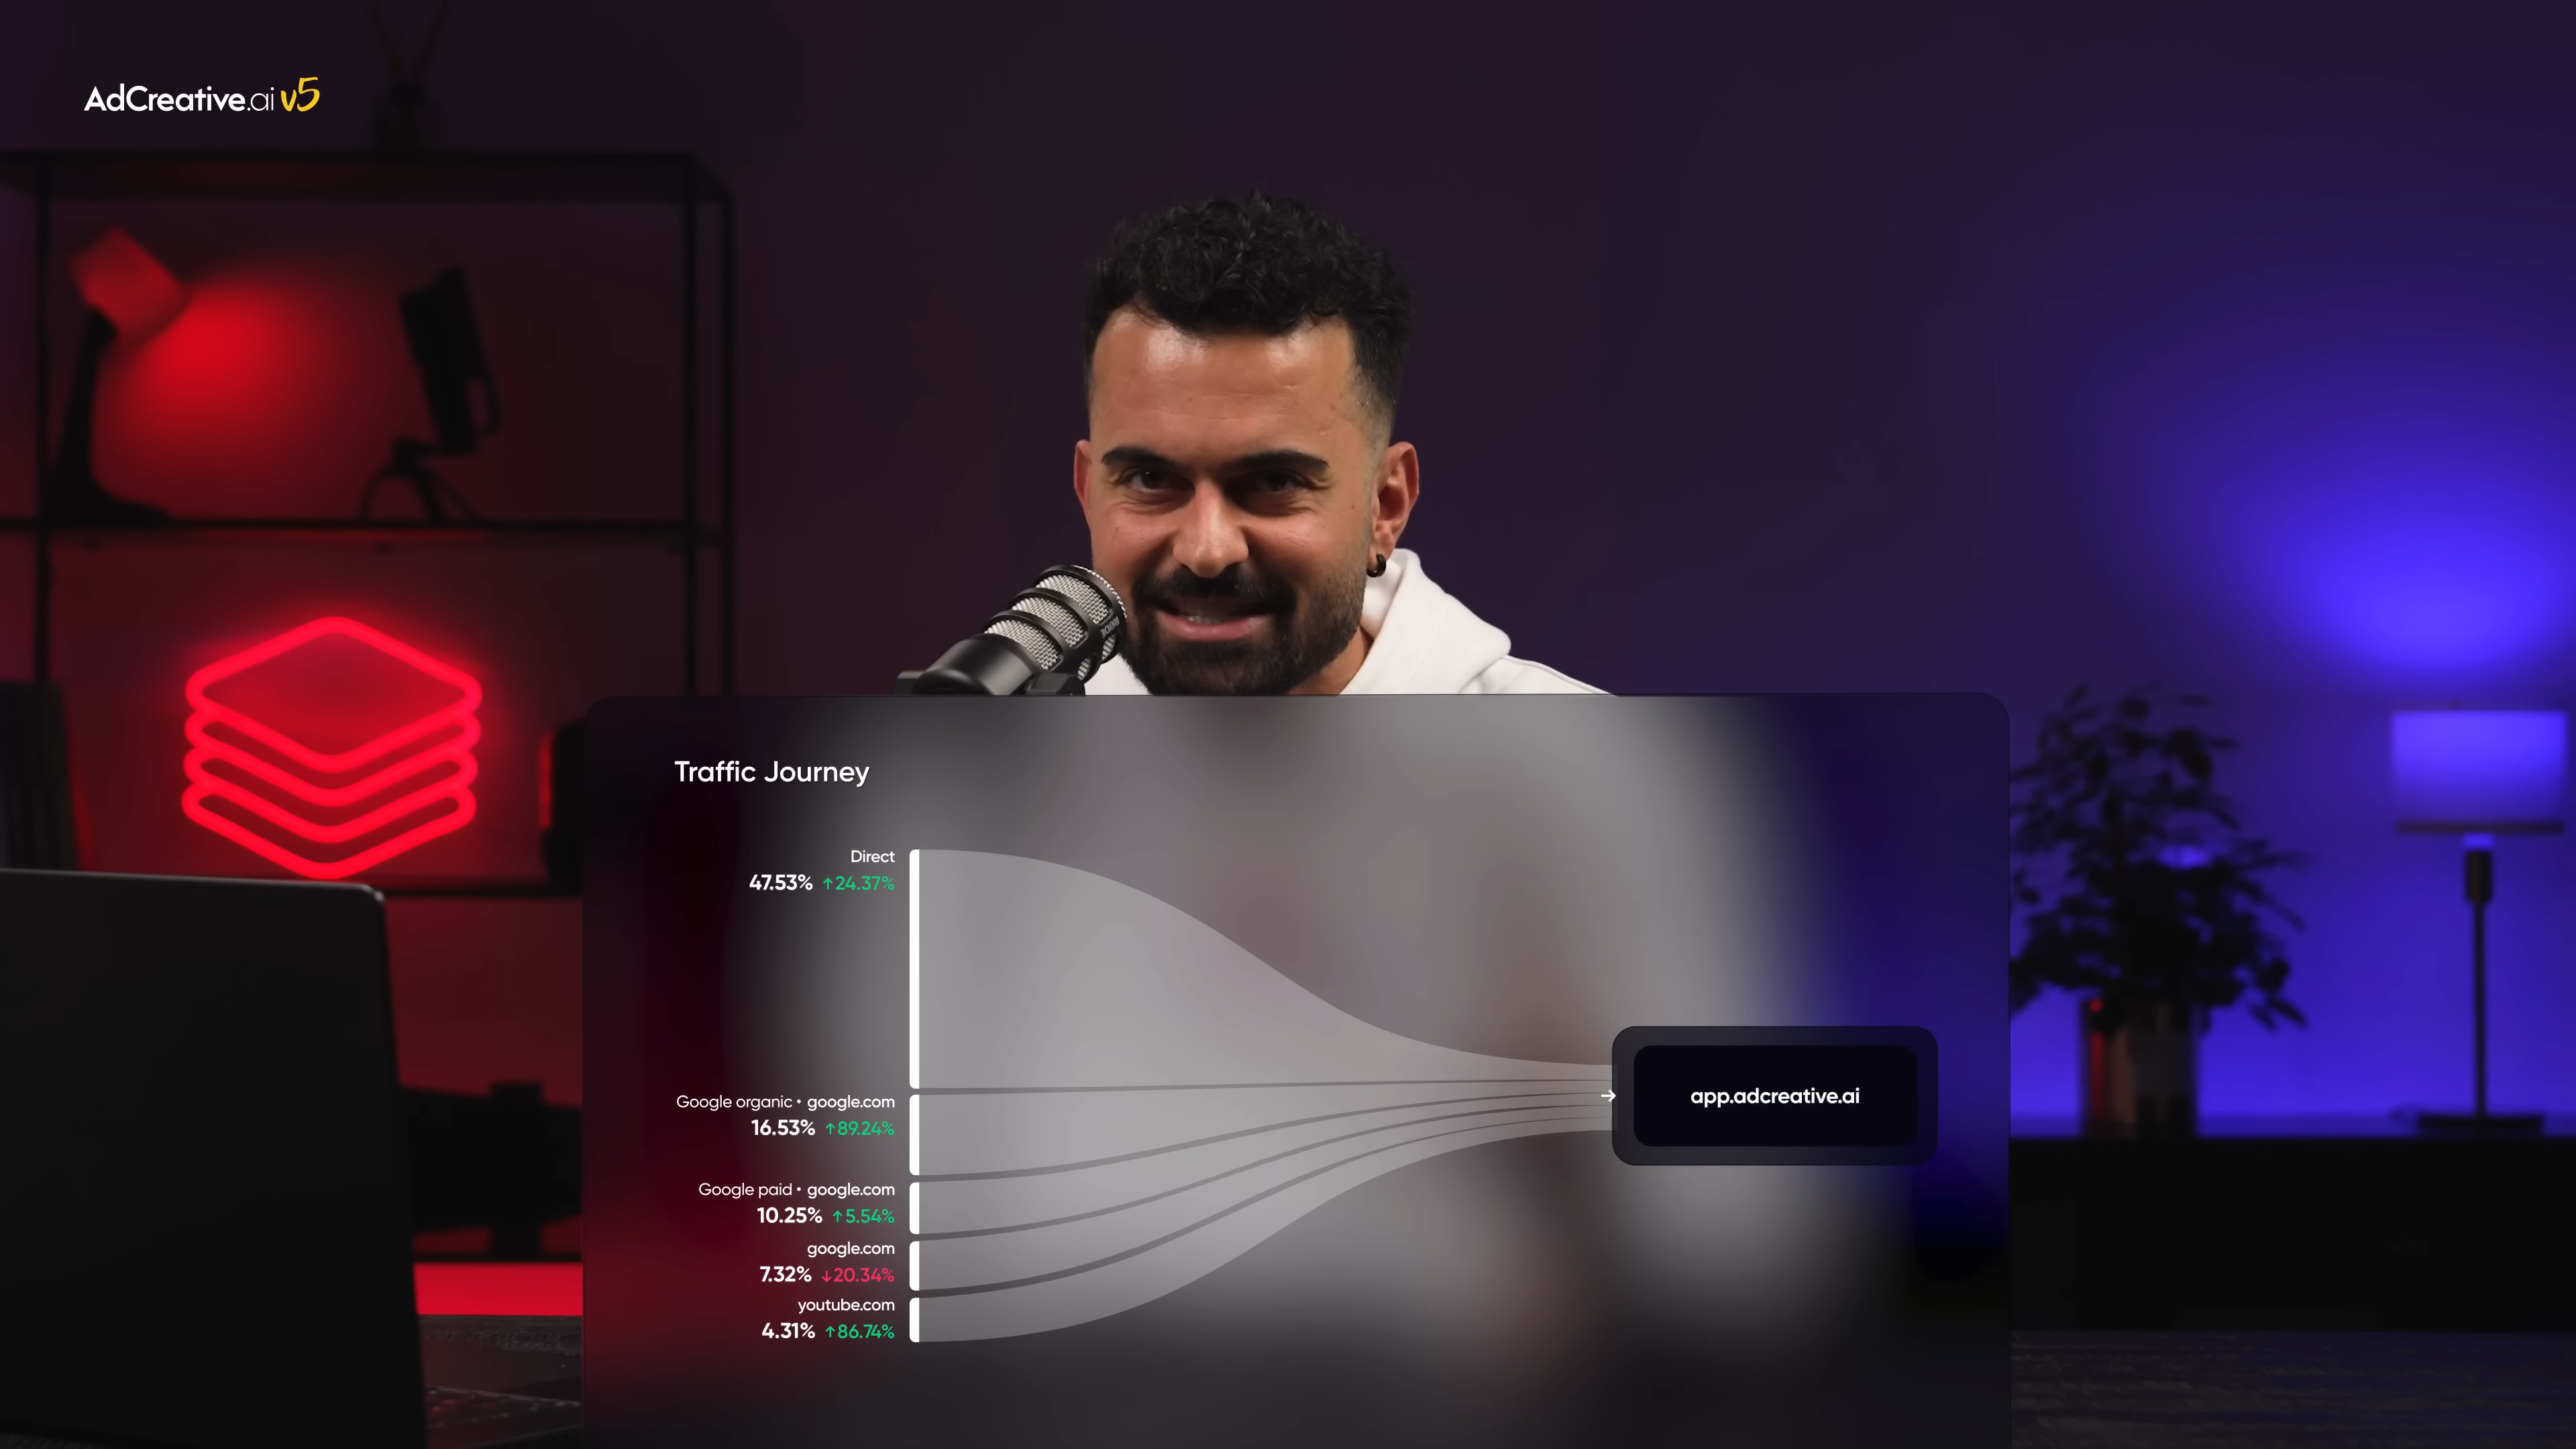 AdCreative.ai v5
RODE
Traffic Journey
Direct
47.53% ↑24.37%
Google organic • google.com
16.53% ↑89.24%
Google paid • google.com
10.25% ↑5.54%
google.com
7.32% ↓20.34%
youtube.com
4.31% ↑86.74%
→
app.adcreative.ai